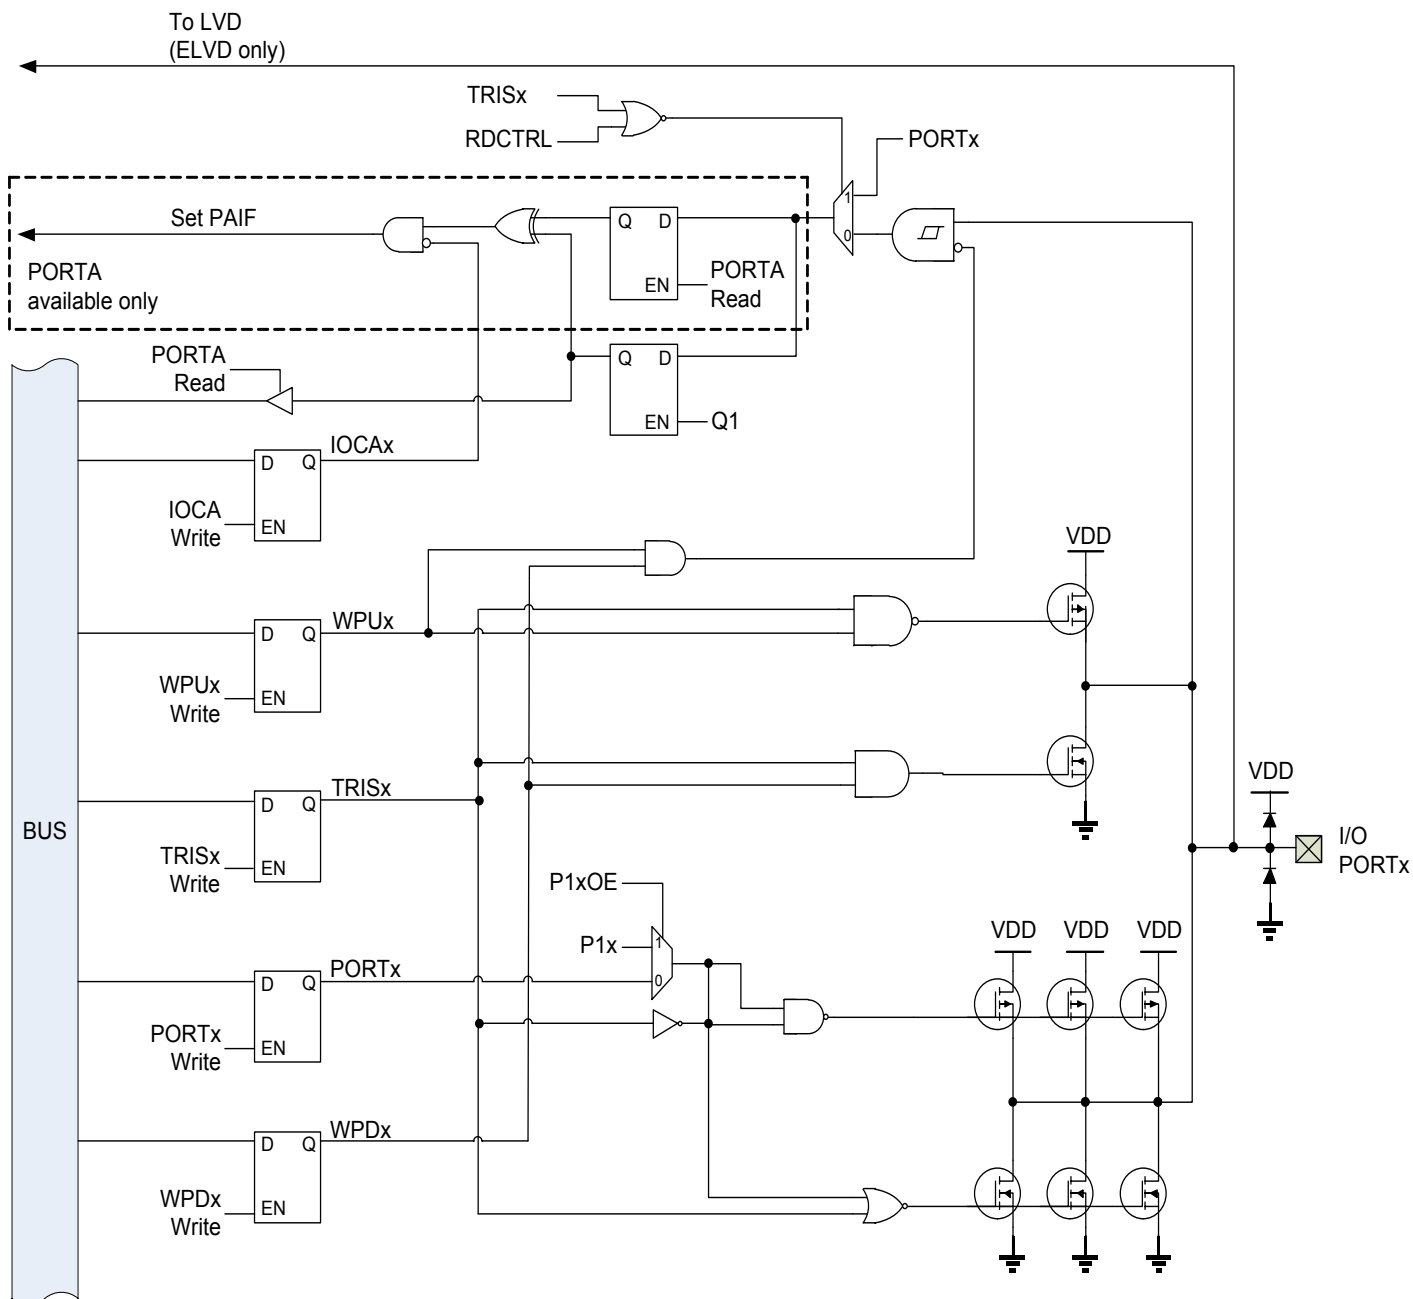 To LVD
(ELVD only)
TRISx
RDCTRL
PORTx
1
0
Set PAIF
Q D
EN
PORTA
Read
PORTA
available only
Q D
EN
Q1
PORTA
Read
D Q
IOCAx
IOCA
Write
EN
VDD
D Q
WPUx
WPUx
Write
EN
D Q
TRISx
TRISx
Write
EN
BUS
VDD
I/O
PORTx
P1xOE
P1x
1
0
VDD VDD VDD
D Q
PORTx
PORTx
Write
EN
D Q
WPDx
WPDx
Write
EN